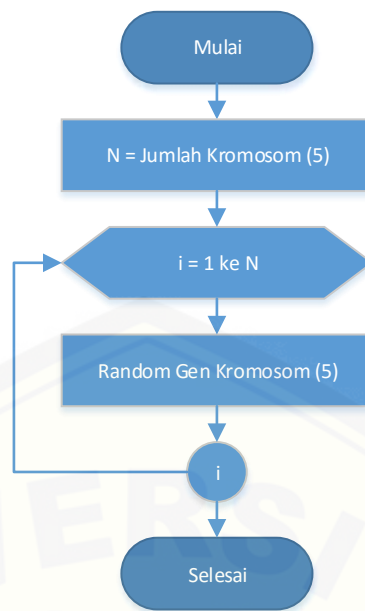 Mulai
N = Jumlah Kromosom (5)
i = 1 ke N
Random Gen Kromosom (5)
i
Selesai